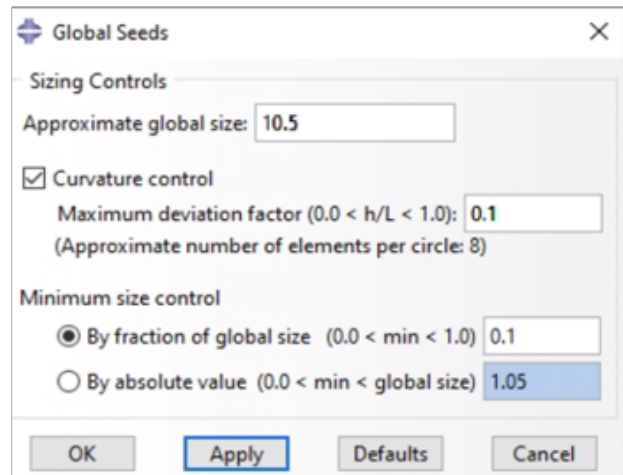 Global Seeds
Sizing Controls
Approximate global size: 10.5
Curvature control
Maximum deviation factor (0.0 < h/L < 1.0): 0.1
(Approximate number of elements per circle: 8)
Minimum size control
By fraction of global size (0.0 < min < 1.0) 0.1
By absolute value (0.0 < min < global size) 1.05
OK Apply Defaults Cancel